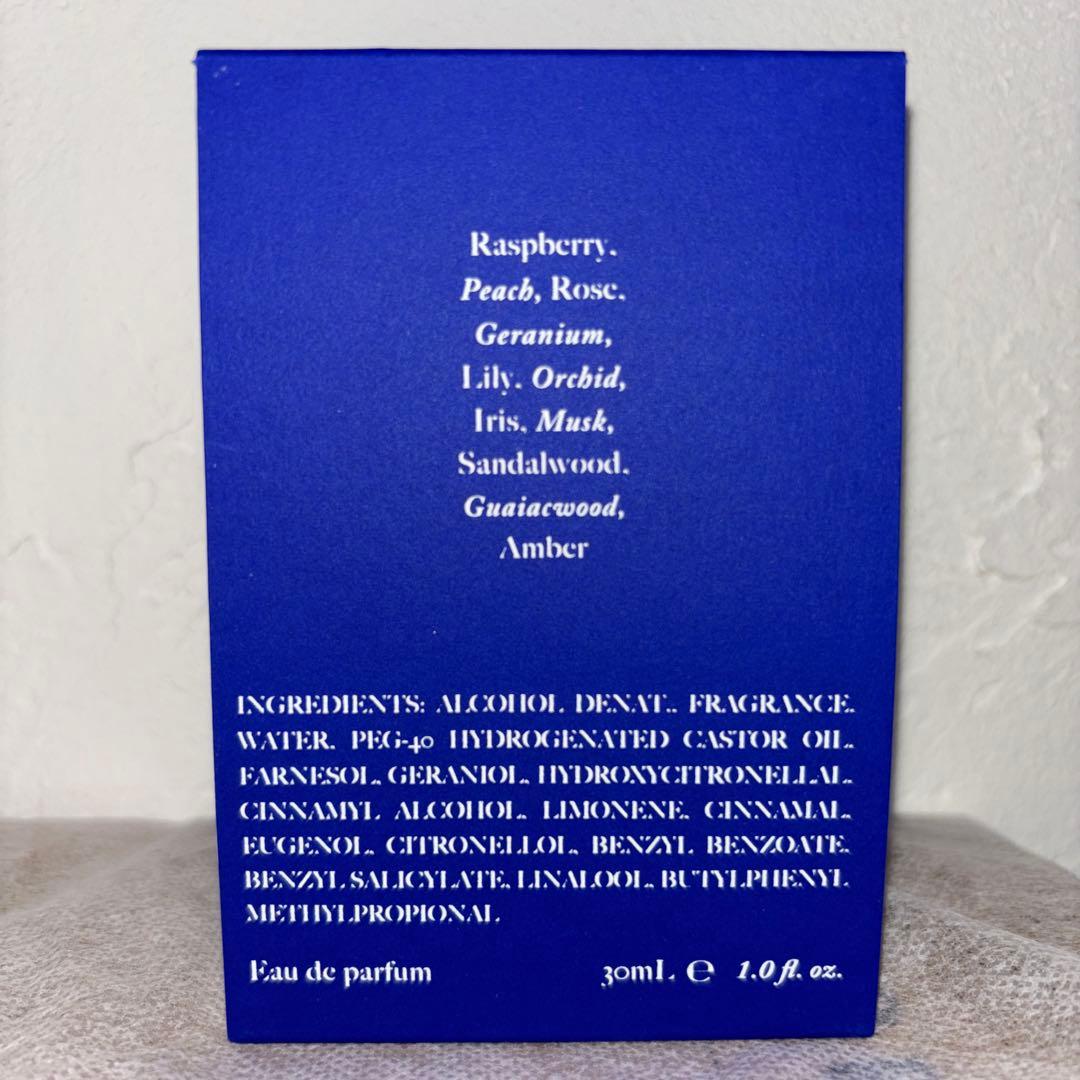 Raspberry,
Peach, Rose,
Geranium,
Lily, Orchid,
Iris, Musk,
Sandalwood,
Guaiacwood,
Amber
INGREDIENTS: ALCOHOL DENAT., FRAGRANCE,
WATER, PEG-40 HYDROGENATED CASTOR OIL,
FARNESOL, GERANIOL, HYDROXYCITRONELLAL,
CINNAMYL ALCOHOL, LIMONENE, CINNAMAL,
EUGENOL, CITRONELLOL, BENZYL BENZOATE,
BENZYL SALICYLATE, LINALOOL, BUTYLPHENYL
METHYLPROPIONAL
Eau de parfum 30mL ℮ 1.0 fl. oz.